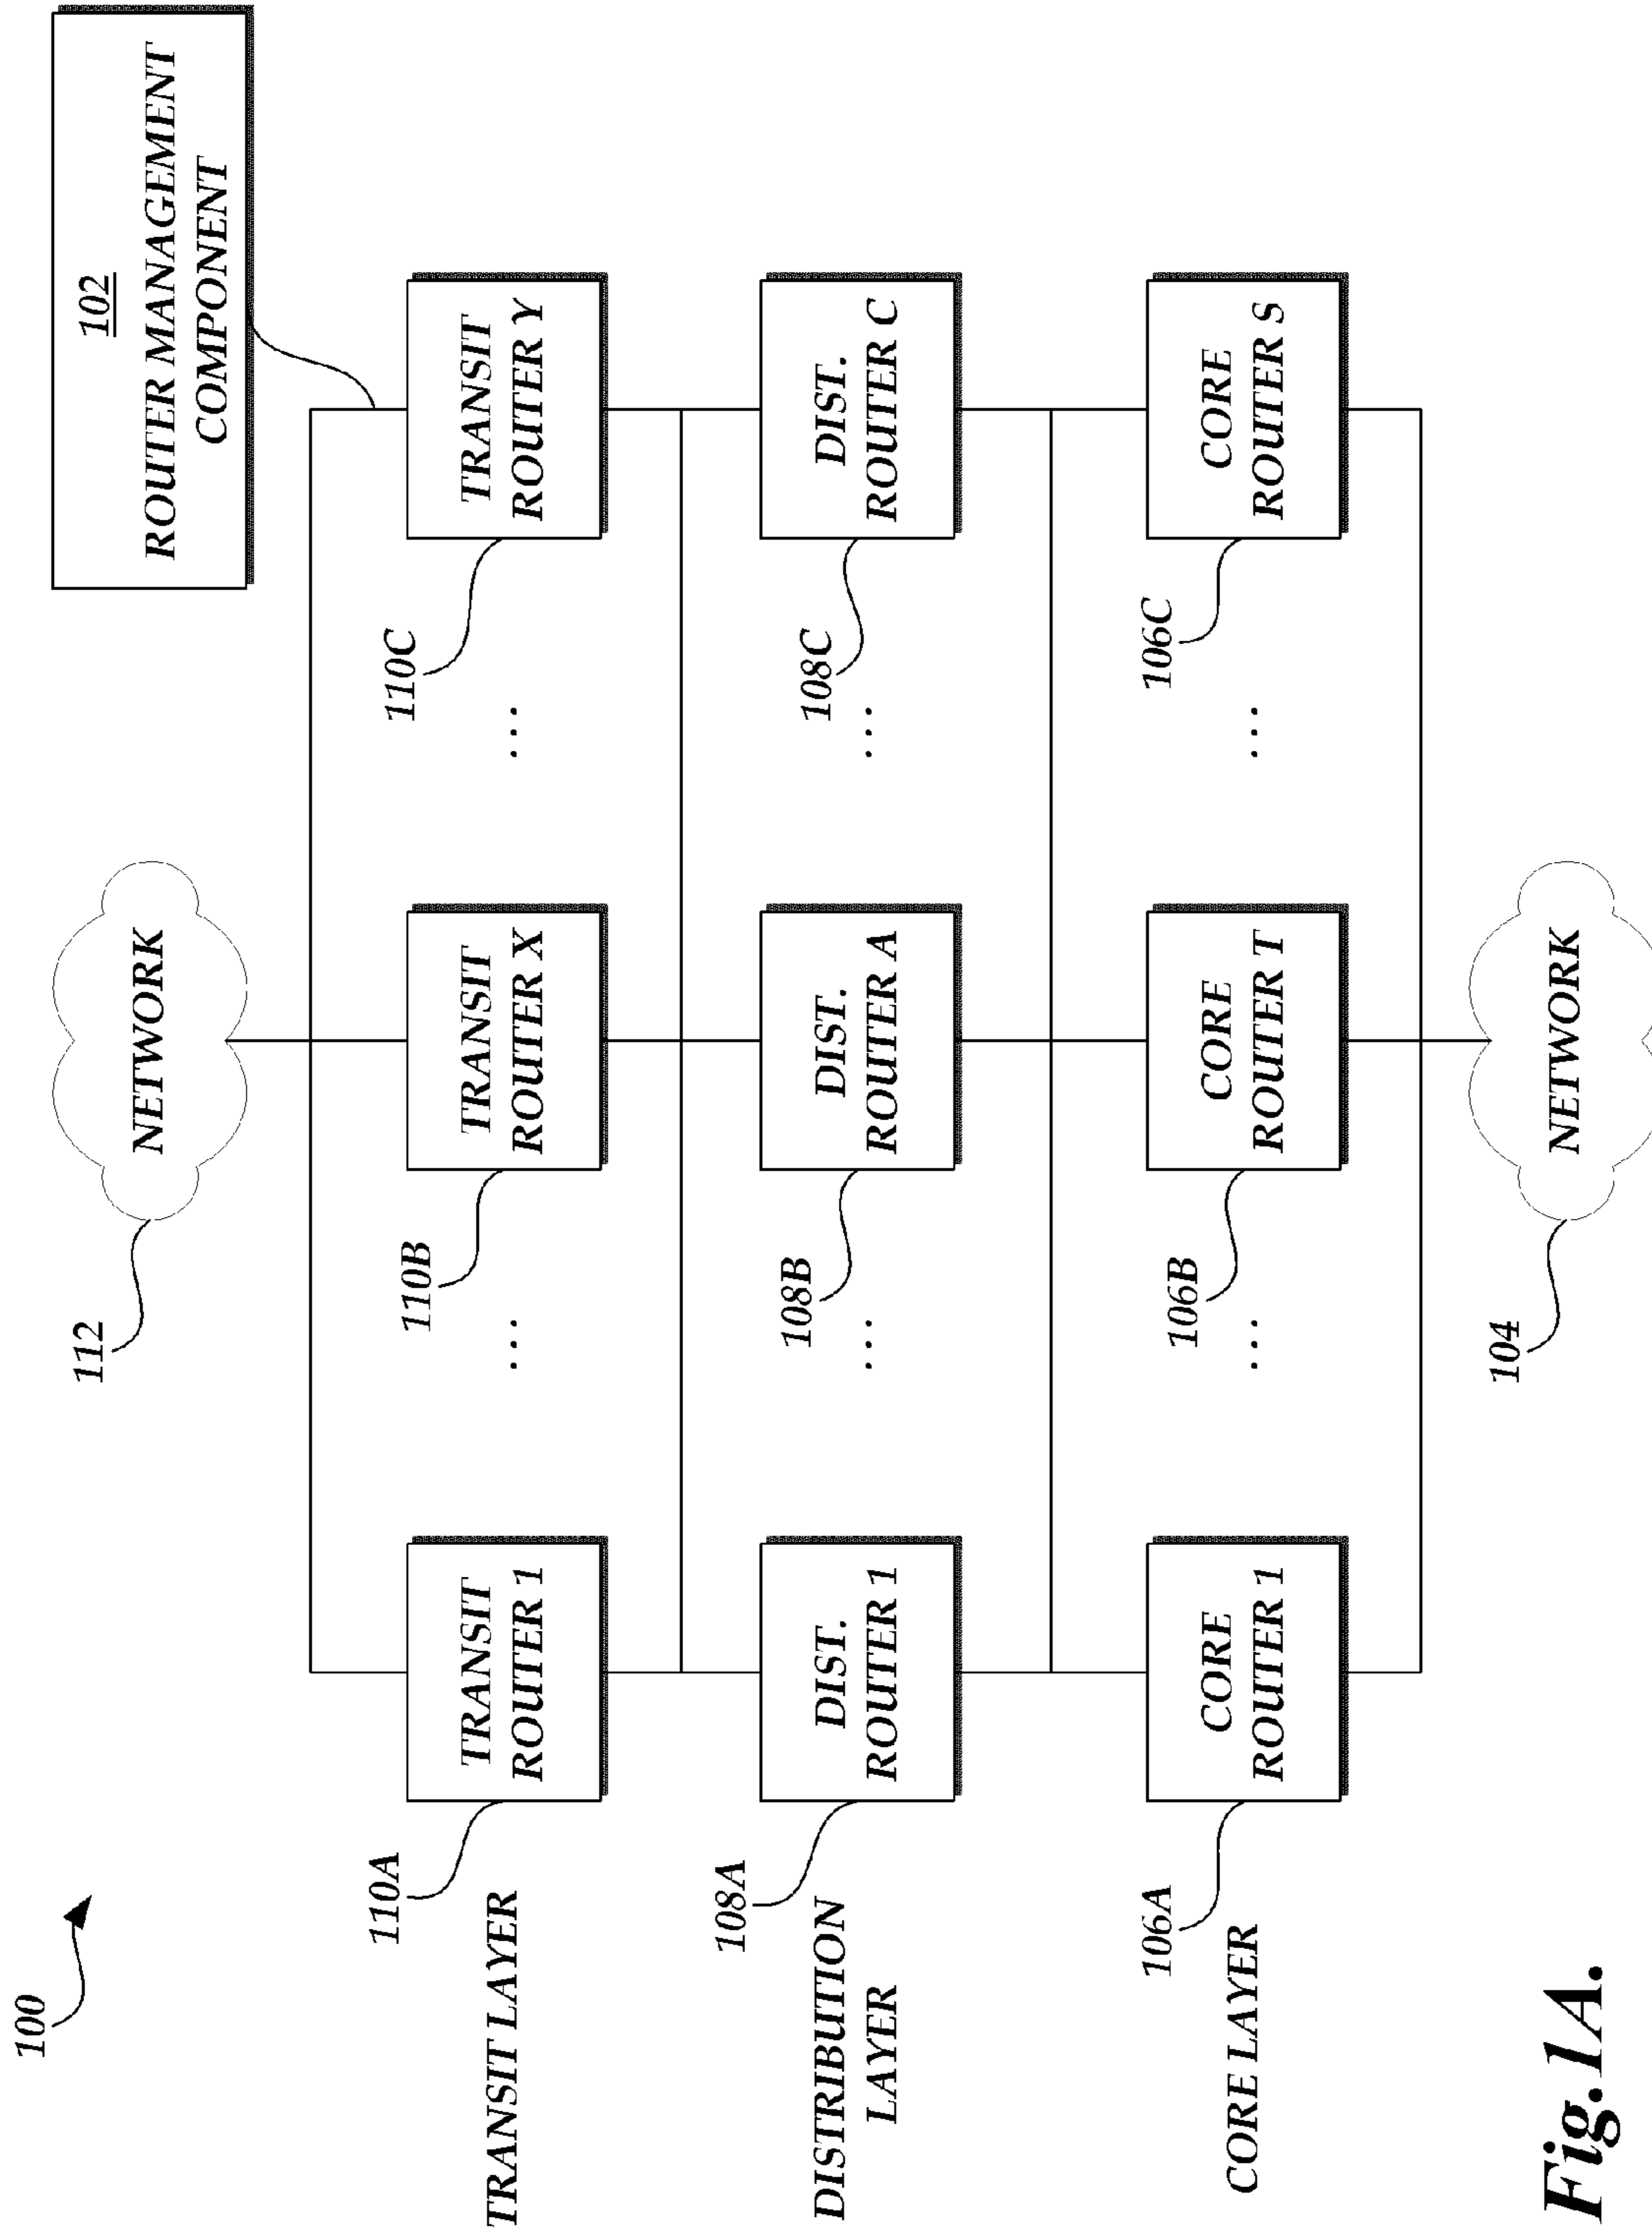 100
112
NETWORK
102
ROUTER MANAGEMENT
COMPONENT
110A
110B
110C
TRANSIT LAYER
TRANSIT
ROUTER 1
...
TRANSIT
ROUTER X
...
TRANSIT
ROUTER Y
108A
108B
108C
DISTRIBUTION
LAYER
DIST.
ROUTER 1
...
DIST.
ROUTER A
...
DIST.
ROUTER C
106A
106B
106C
CORE LAYER
CORE
ROUTER 1
...
CORE
ROUTER T
...
CORE
ROUTER S
104
NETWORK
Fig.1A.